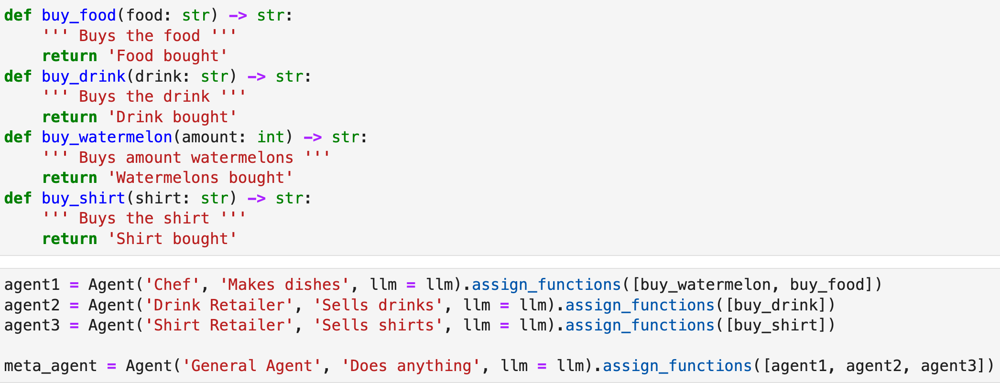 def buy_food(food: str) -> str:
    ''' Buys the food '''
    return 'Food bought'
def buy_drink(drink: str) -> str:
    ''' Buys the drink '''
    return 'Drink bought'
def buy_watermelon(amount: int) -> str:
    ''' Buys amount watermelons '''
    return 'Watermelons bought'
def buy_shirt(shirt: str) -> str:
    ''' Buys the shirt '''
    return 'Shirt bought'
agent1 = Agent('Chef', 'Makes dishes', llm = llm).assign_functions([buy_watermelon, buy_food])
agent2 = Agent('Drink Retailer', 'Sells drinks', llm = llm).assign_functions([buy_drink])
agent3 = Agent('Shirt Retailer', 'Sells shirts', llm = llm).assign_functions([buy_shirt])
meta_agent = Agent('General Agent', 'Does anything', llm = llm).assign_functions([agent1, agent2, agent3])